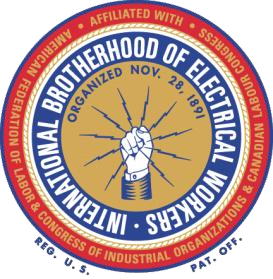 • AFFILIATED WITH •
AMERICAN FEDERATION OF LABOR & CONGRESS OF INDUSTRIAL ORGANIZATIONS & CANADIAN LABOUR CONGRESS
INTERNATIONAL BROTHERHOOD OF ELECTRICAL WORKERS •
ORGANIZED NOV. 28, 1891
REG. U. S. PAT. OFF.